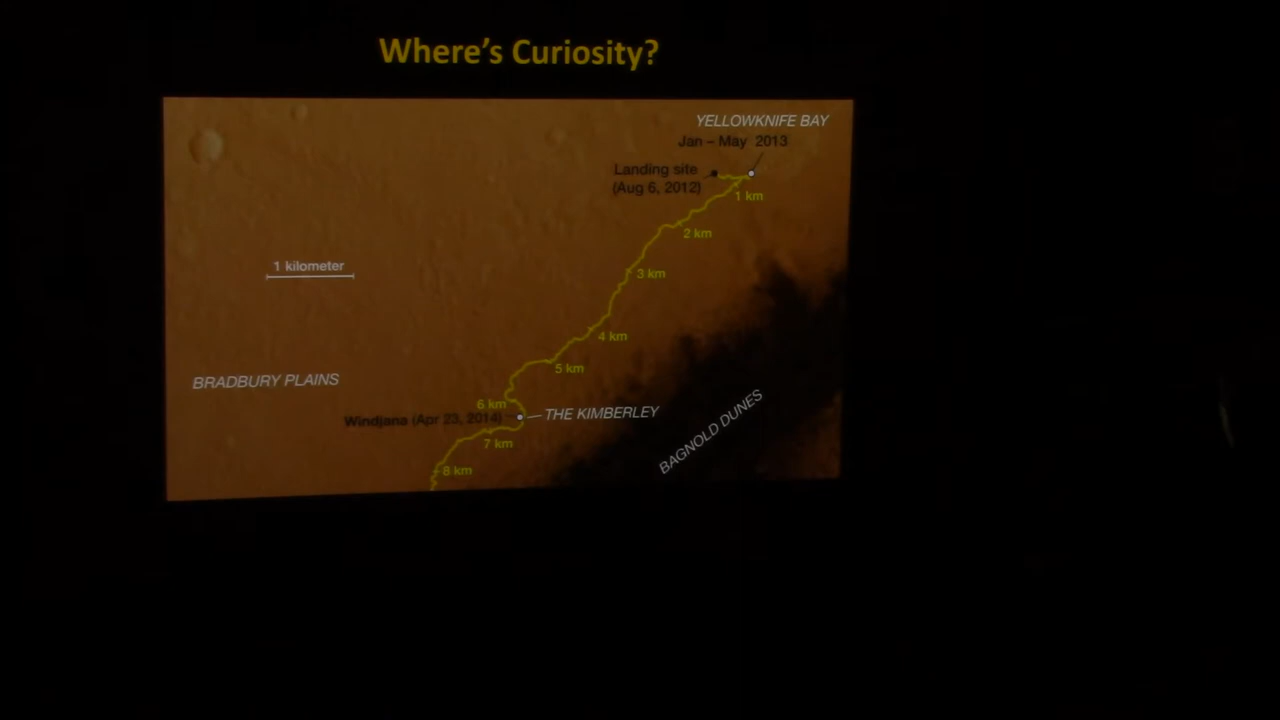 Where's Curiosity?
YELLOWKNIFE BAY
Jan – May 2013
Landing site
(Aug 6, 2012)
1 km
2 km
1 kilometer
3 km
4 km
5 km
BRADBURY PLAINS
6 km
THE KIMBERLEY
Windjana (Apr 23, 2014)
BAGNOLD DUNES
7 km
8 km